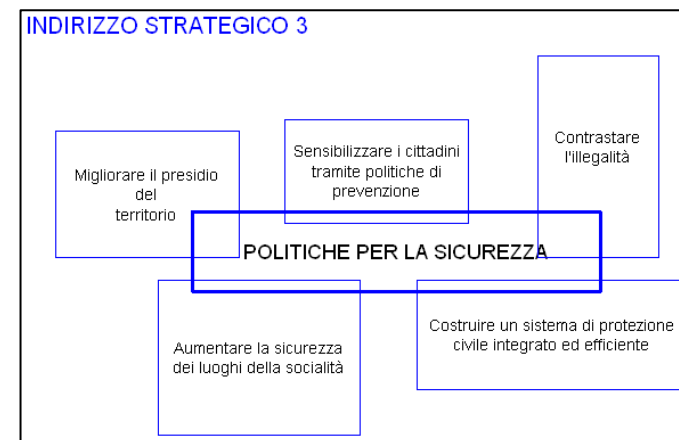 INDIRIZZO STRATEGICO 3
Migliorare il presidio
del
territorio
Sensibilizzare i cittadini
tramite politiche di
prevenzione
Contrastare
l'illegalità
POLITICHE PER LA SICUREZZA
Aumentare la sicurezza
dei luoghi della socialità
Costruire un sistema di protezione
civile integrato ed efficiente